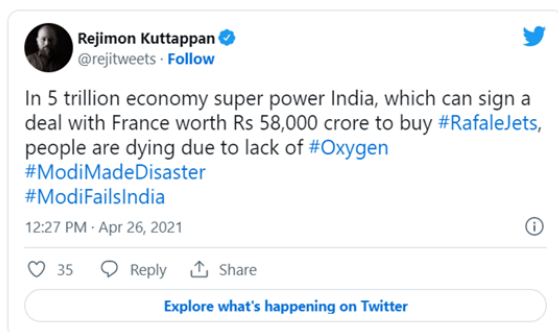 Rejimon Kuttappan
@rejitweets · Follow
In 5 trillion economy super power India, which can sign a
deal with France worth Rs 58,000 crore to buy #RafaleJets,
people are dying due to lack of #Oxygen
#ModiMadeDisaster
#ModiFailsIndia
12:27 PM · Apr 26, 2021
35 Reply Share
Explore what's happening on Twitter